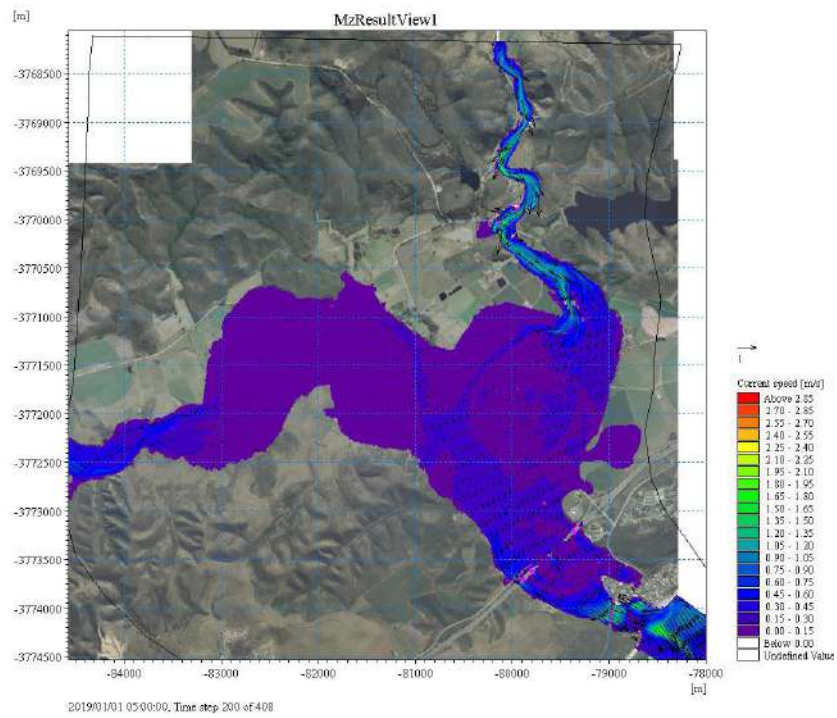 [m]
MzResultView1
-3768500
-3769000
-3769500
-3770000
-3770500
-3771000
-3771500
-3772000
-3772500
-3773000
-3773500
-3774000
-3774500
-84000 -83000 -82000 -81000 -80000 -79000 -78000
[m]
1
Current speed [m/s]
Above 2.85
2.70 - 2.85
2.55 - 2.70
2.40 - 2.55
2.25 - 2.40
2.10 - 2.25
1.95 - 2.10
1.80 - 1.95
1.65 - 1.80
1.50 - 1.65
1.35 - 1.50
1.20 - 1.35
1.05 - 1.20
0.90 - 1.05
0.75 - 0.90
0.60 - 0.75
0.45 - 0.60
0.30 - 0.45
0.15 - 0.30
0.00 - 0.15
Below 0.00
Undefined Value
2019/01/01 05:00:00, Time step 200 of 408